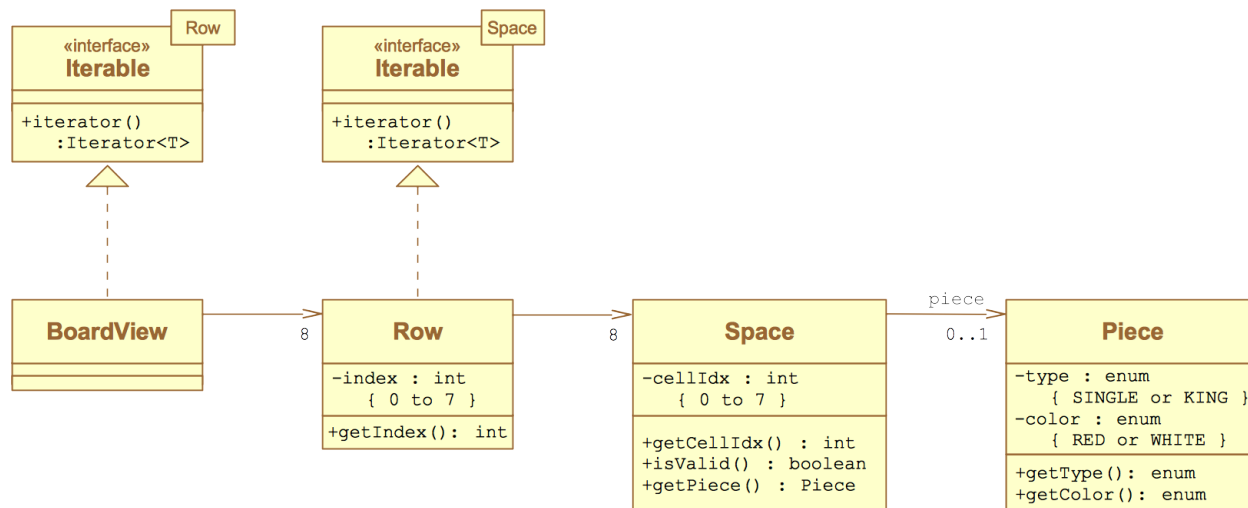 Row
«interface»
Iterable
+iterator()
:Iterator<T>
Space
«interface»
Iterable
+iterator()
:Iterator<T>
BoardView
8
Row
-index : int
{ 0 to 7 }
+getIndex(): int
8
Space
-cellIdx : int
{ 0 to 7 }
+getCellIdx() : int
+isValid() : boolean
+getPiece() : Piece
piece
0..1
Piece
-type : enum
{ SINGLE or KING }
-color : enum
{ RED or WHITE }
+getType(): enum
+getColor(): enum